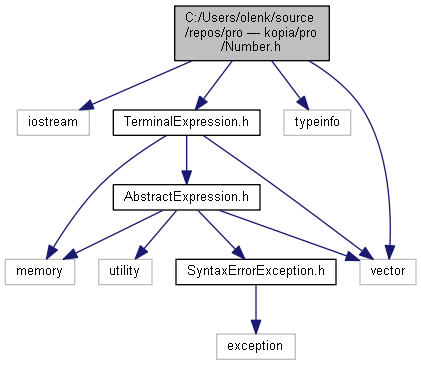 C:/Users/olenk/source
/repos/pro — kopia/pro
/Number.h
iostream
TerminalExpression.h
typeinfo
AbstractExpression.h
memory
utility
SyntaxErrorException.h
vector
exception